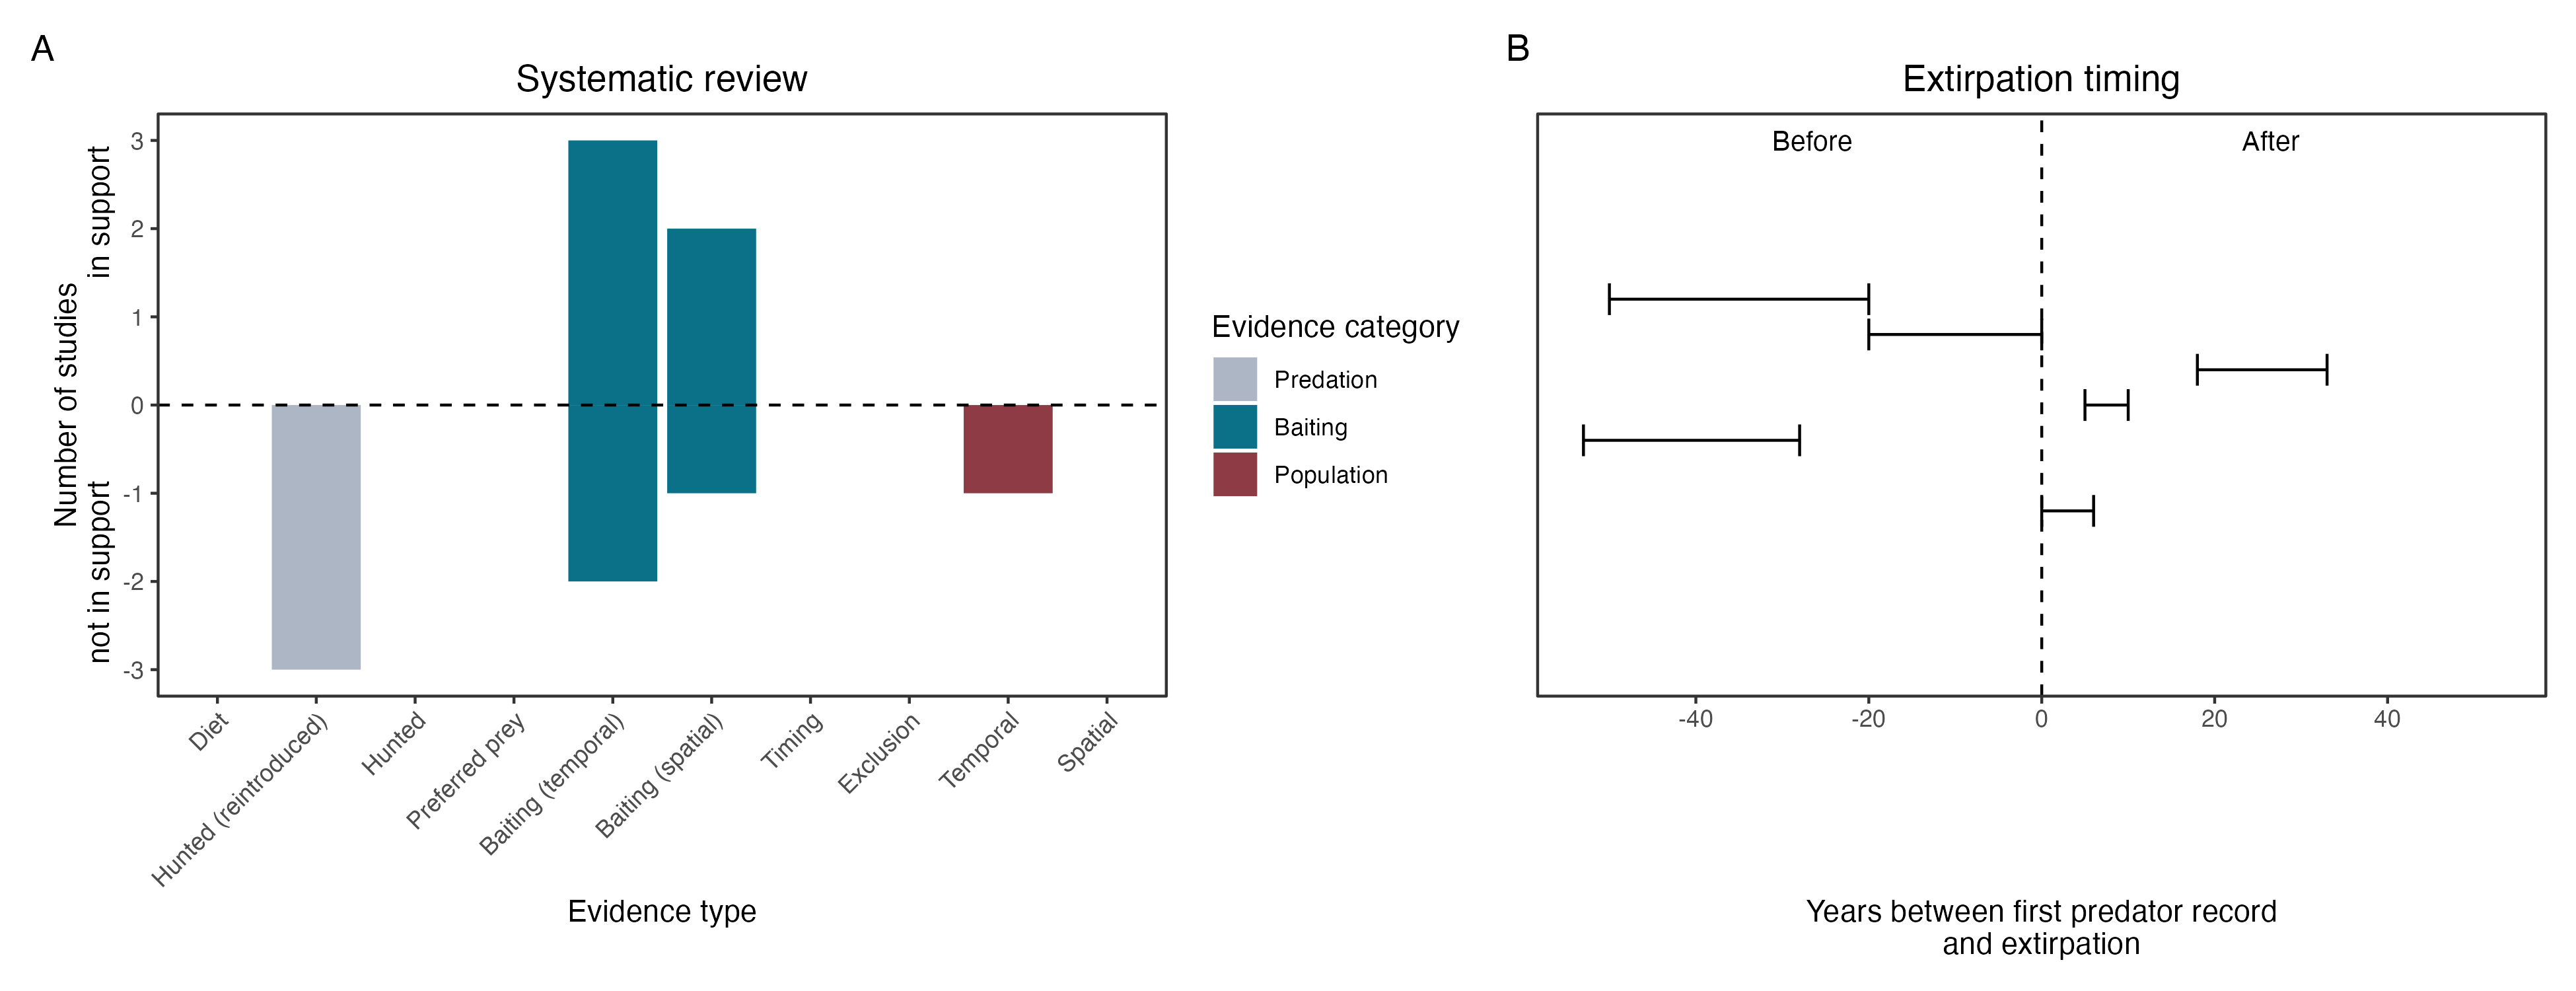 A
Systematic review
Number of studies
not in support
in support
3
2
1
0
-1
-2
-3
Diet
Hunted (reintroduced)
Hunted
Preferred prey
Baiting (temporal)
Baiting (spatial)
Timing
Exclusion
Temporal
Spatial
Evidence type
Evidence category
Predation
Baiting
Population
B
Extirpation timing
Before
After
-40
-20
0
20
40
Years between first predator record
and extirpation